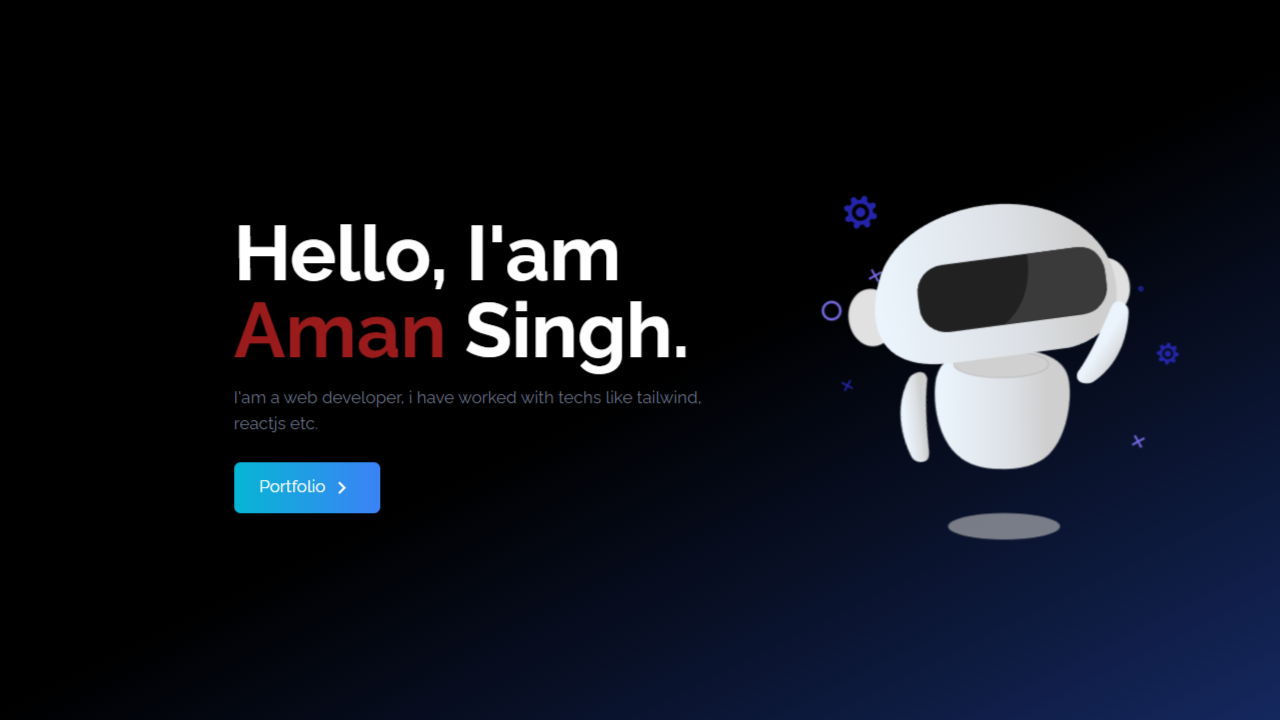 Hello, I'am
Aman Singh.
I'am a web developer, i have worked with techs like tailwind,
reactjs etc.
Portfolio